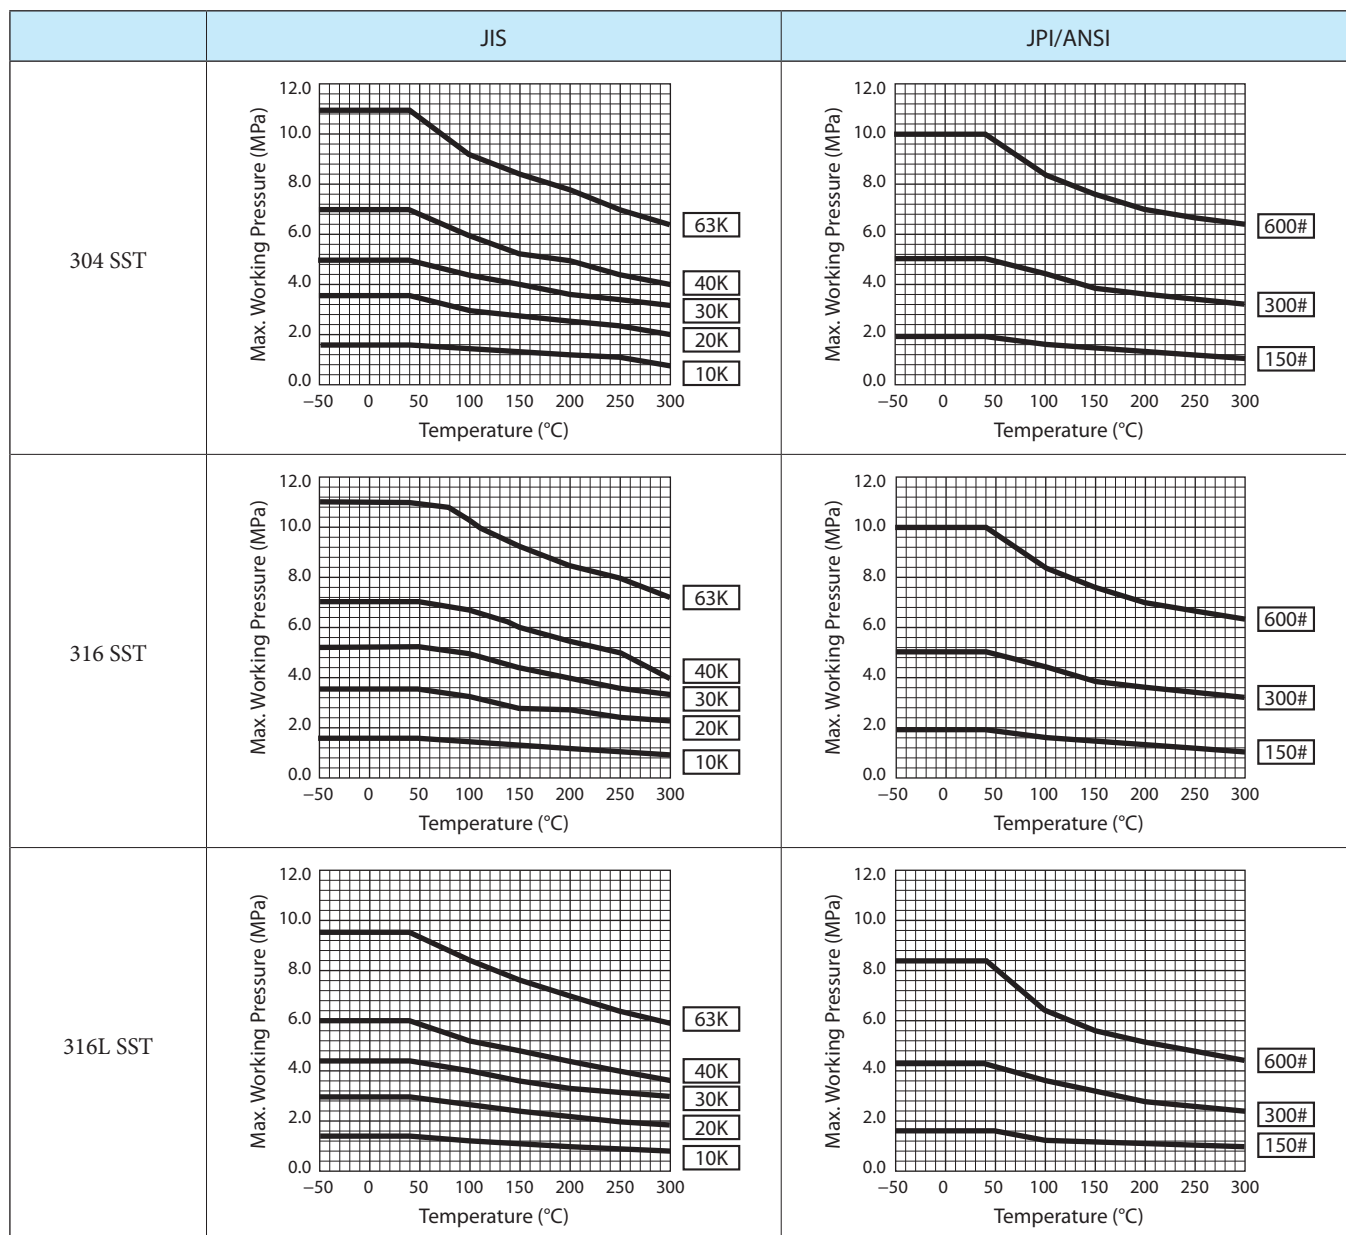 JIS
JPI/ANSI
304 SST
Max. Working Pressure (MPa)
12.0
10.0
8.0
6.0
4.0
2.0
0.0
−50 0 50 100 150 200 250 300
Temperature (°C)
63K
40K
30K
20K
10K
Max. Working Pressure (MPa)
12.0
10.0
8.0
6.0
4.0
2.0
0.0
−50 0 50 100 150 200 250 300
Temperature (°C)
600#
300#
150#
316 SST
Max. Working Pressure (MPa)
12.0
10.0
8.0
6.0
4.0
2.0
0.0
−50 0 50 100 150 200 250 300
Temperature (°C)
63K
40K
30K
20K
10K
Max. Working Pressure (MPa)
12.0
10.0
8.0
6.0
4.0
2.0
0.0
−50 0 50 100 150 200 250 300
Temperature (°C)
600#
300#
150#
316L SST
Max. Working Pressure (MPa)
12.0
10.0
8.0
6.0
4.0
2.0
0.0
−50 0 50 100 150 200 250 300
Temperature (°C)
63K
40K
30K
20K
10K
Max. Working Pressure (MPa)
12.0
10.0
8.0
6.0
4.0
2.0
0.0
−50 0 50 100 150 200 250 300
Temperature (°C)
600#
300#
150#